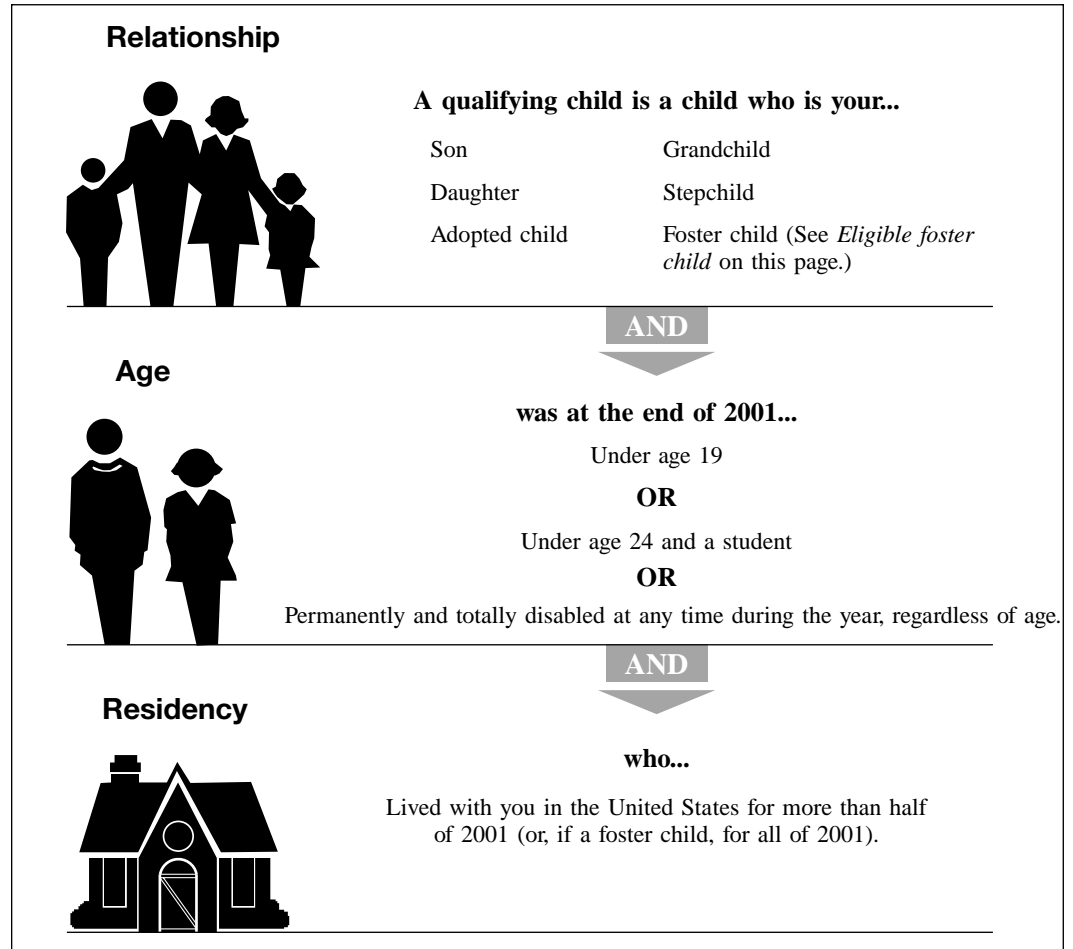 Relationship
A qualifying child is a child who is your...
Son
Daughter
Adopted child
Grandchild
Stepchild
Foster child (See Eligible foster
child on this page.)
AND
Age
was at the end of 2001...
Under age 19
OR
Under age 24 and a student
OR
Permanently and totally disabled at any time during the year, regardless of age.
AND
Residency
who...
Lived with you in the United States for more than half
of 2001 (or, if a foster child, for all of 2001).